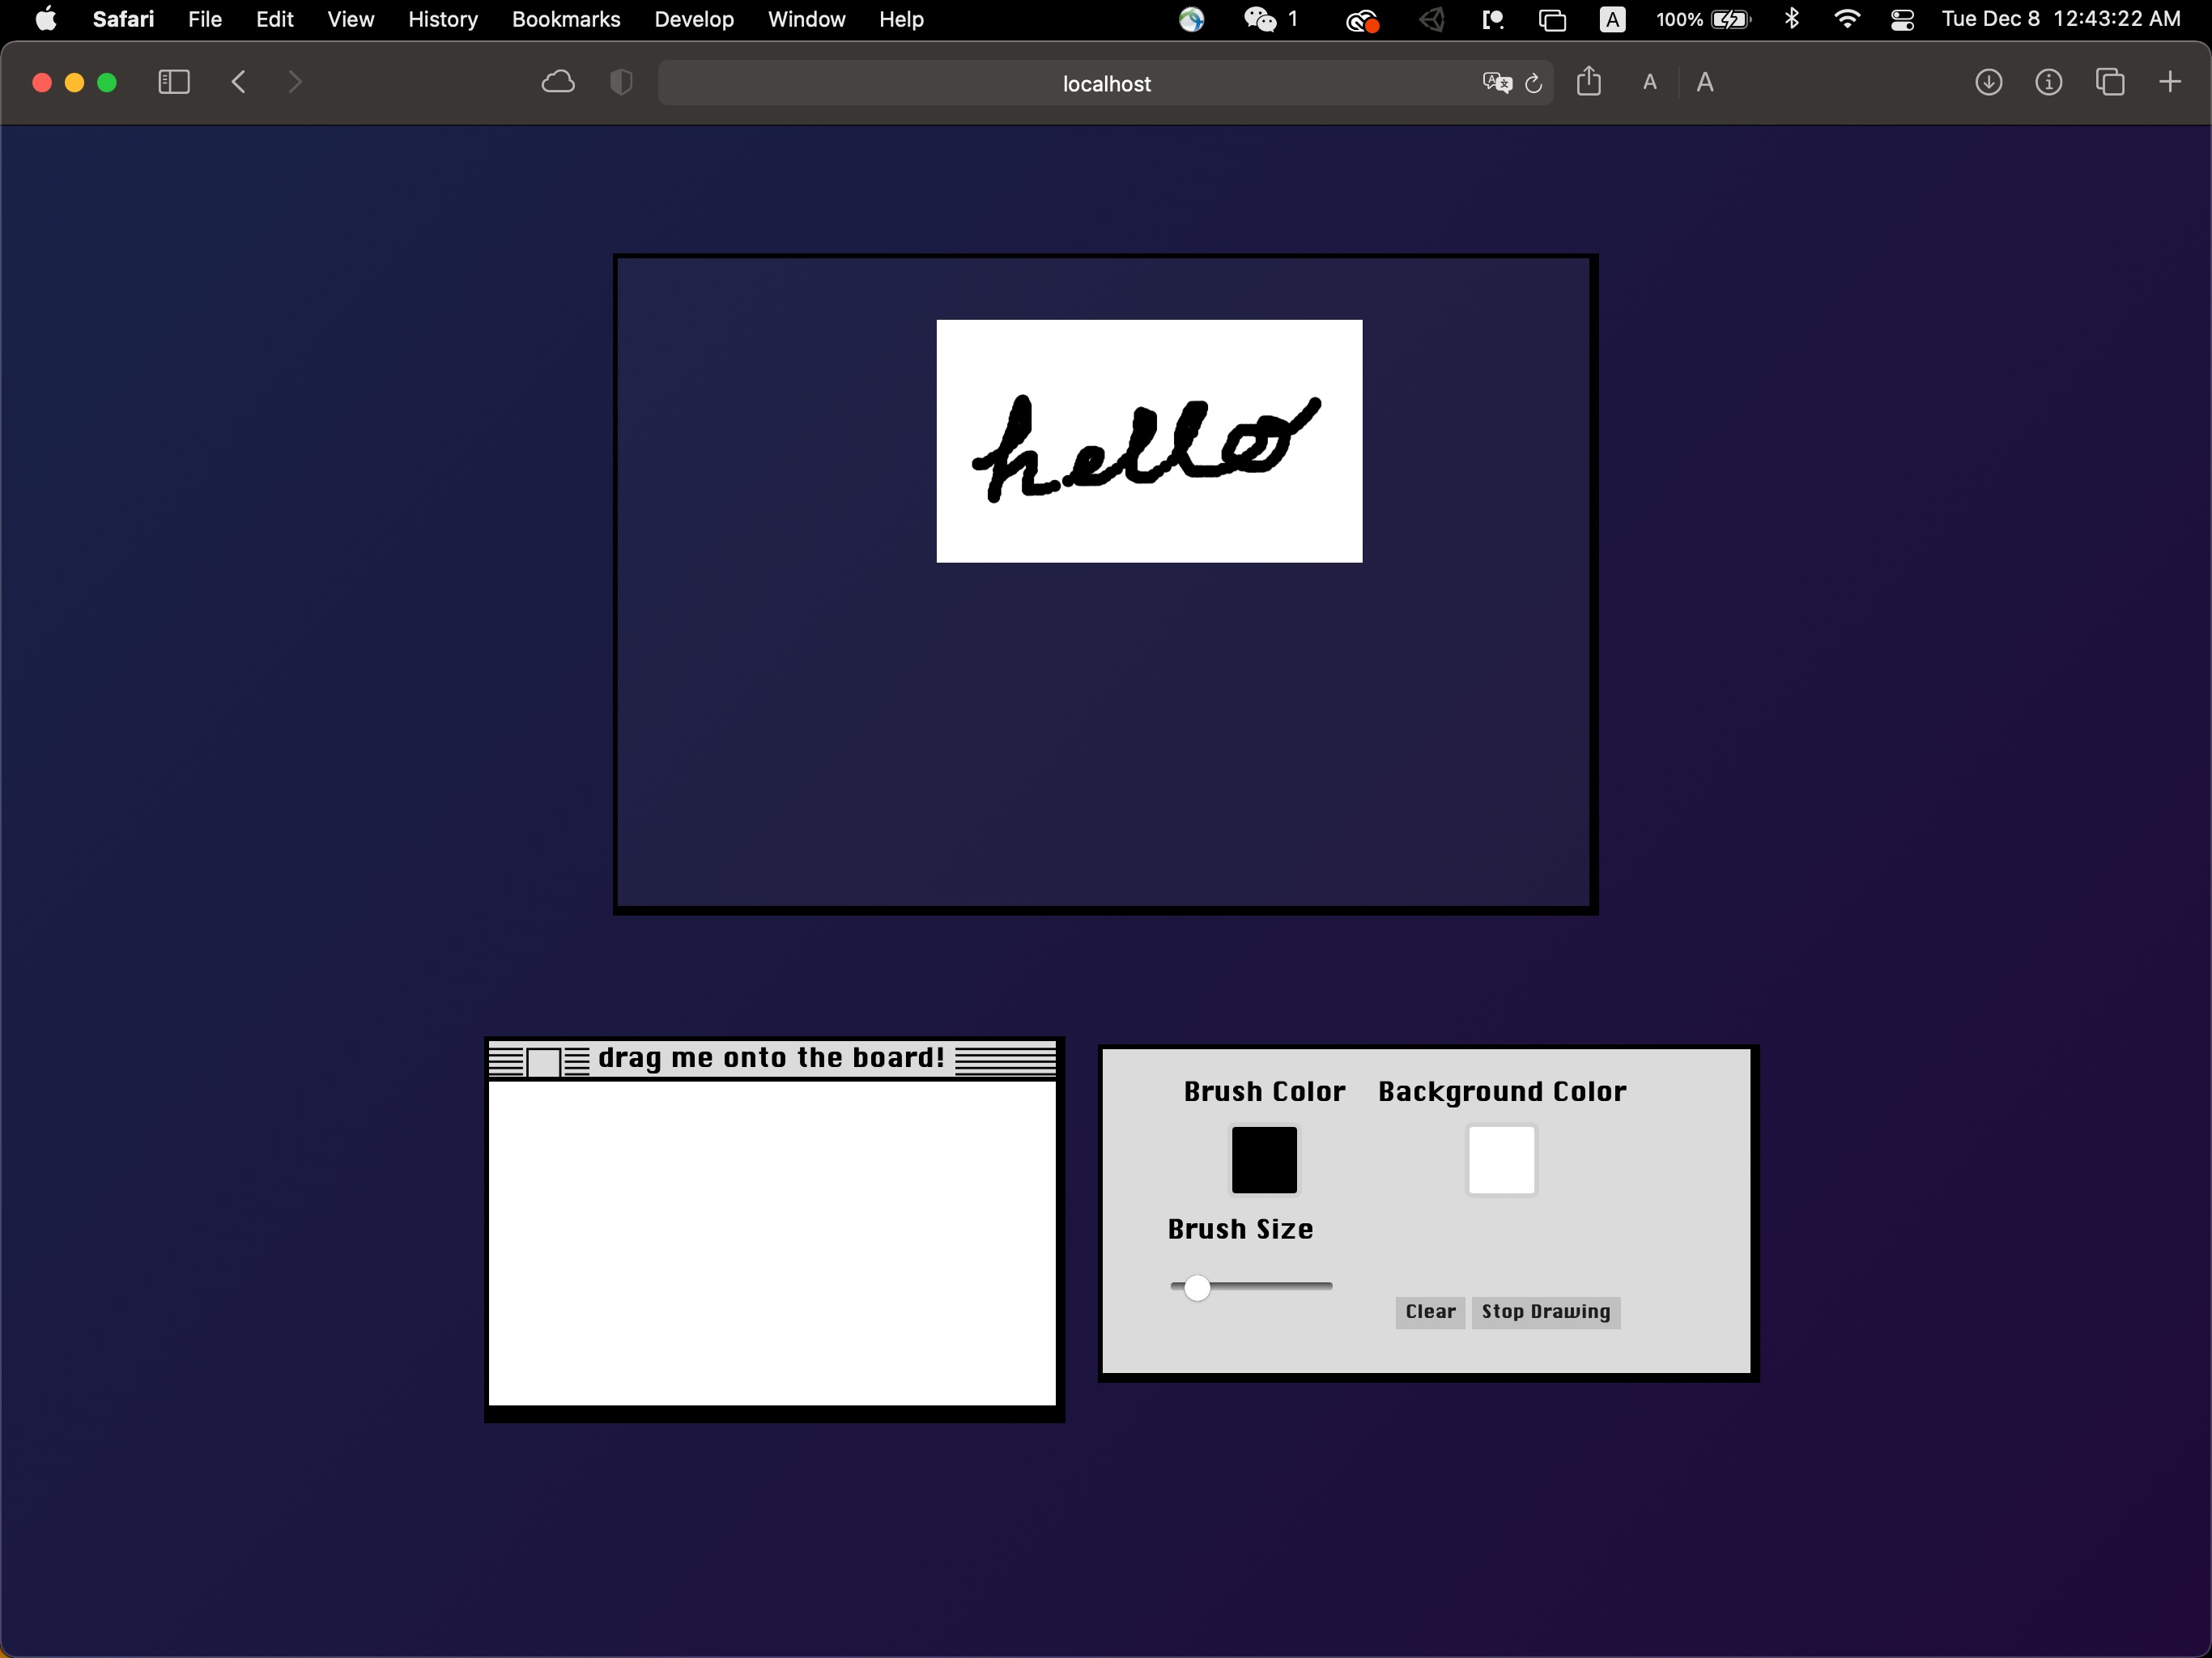 Safari File Edit View History Bookmarks Develop Window Help 1 A 100% Tue Dec 8 12:43:22 AM
localhost A A
hello
drag me onto the board!
Brush Color Background Color
Brush Size
Clear Stop Drawing